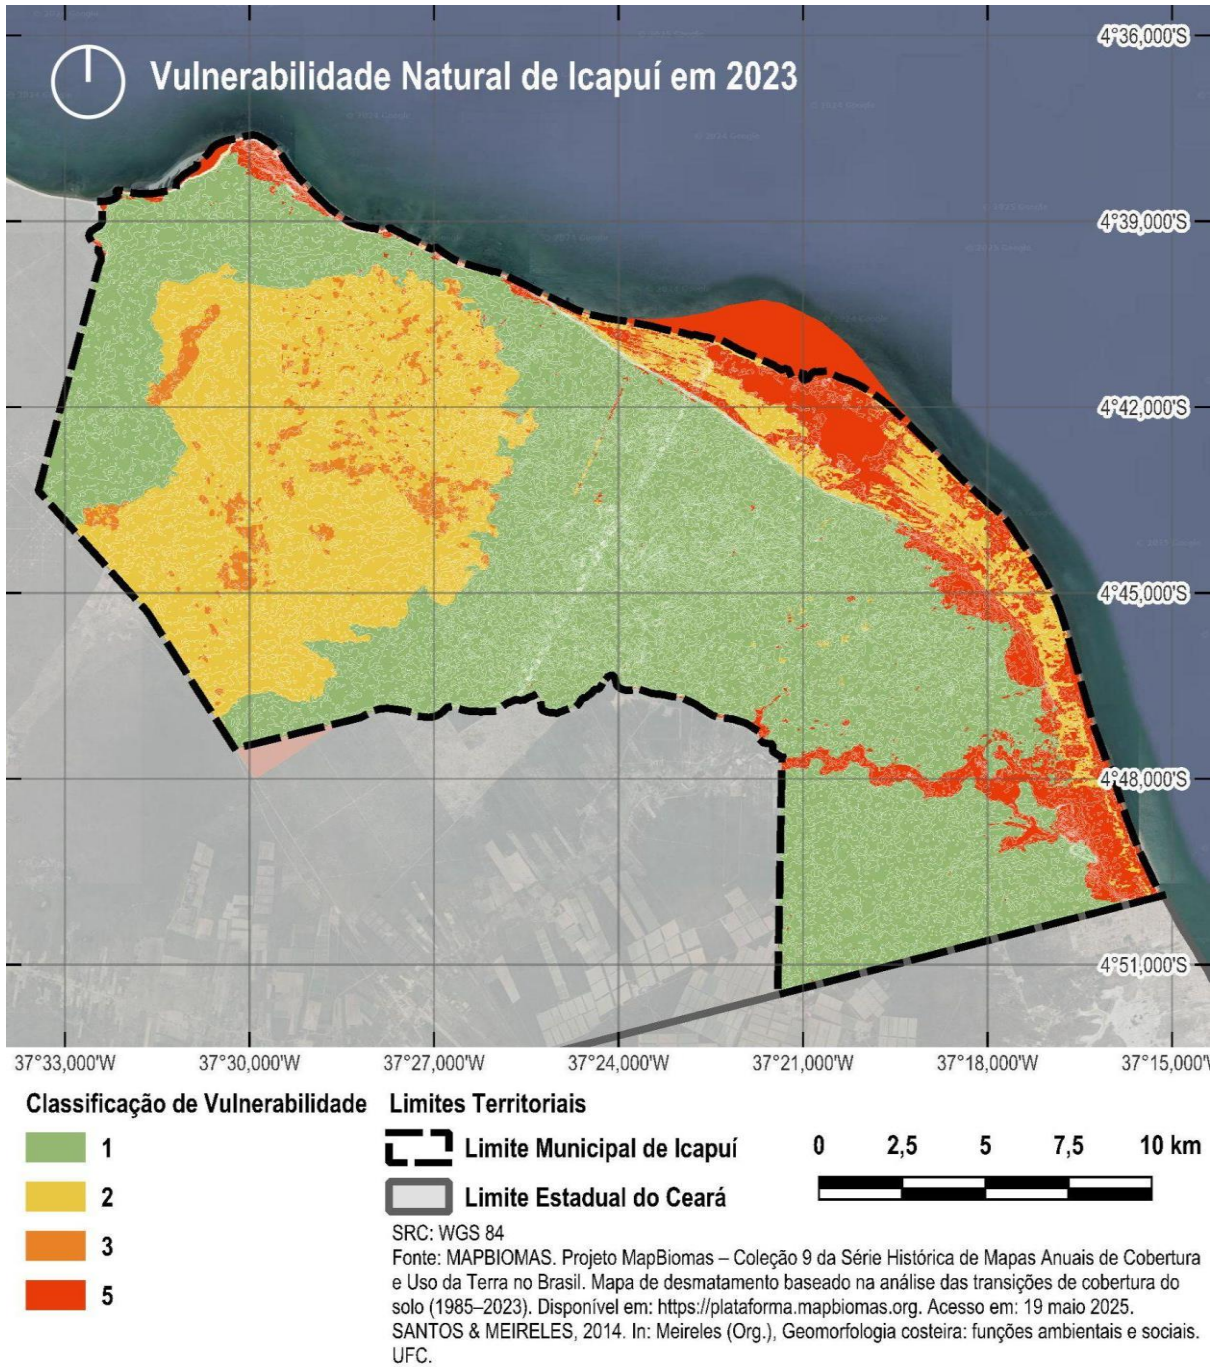 Vulnerabilidade Natural de Icapuí em 2023
4°36,000'S
4°39,000'S
4°42,000'S
4°45,000'S
4°48,000'S
4°51,000'S
37°33,000'W 37°30,000'W 37°27,000'W 37°24,000'W 37°21,000'W 37°18,000'W 37°15,000'W
Classificação de Vulnerabilidade
1
2
3
5
Limites Territoriais
Limite Municipal de Icapuí
Limite Estadual do Ceará
0 2,5 5 7,5 10 km
SRC: WGS 84
Fonte: MAPBIOMAS. Projeto MapBiomas – Coleção 9 da Série Histórica de Mapas Anuais de Cobertura
e Uso da Terra no Brasil. Mapa de desmatamento baseado na análise das transições de cobertura do
solo (1985–2023). Disponível em: https://plataforma.mapbiomas.org. Acesso em: 19 maio 2025.
SANTOS & MEIRELES, 2014. In: Meireles (Org.), Geomorfologia costeira: funções ambientais e sociais.
UFC.